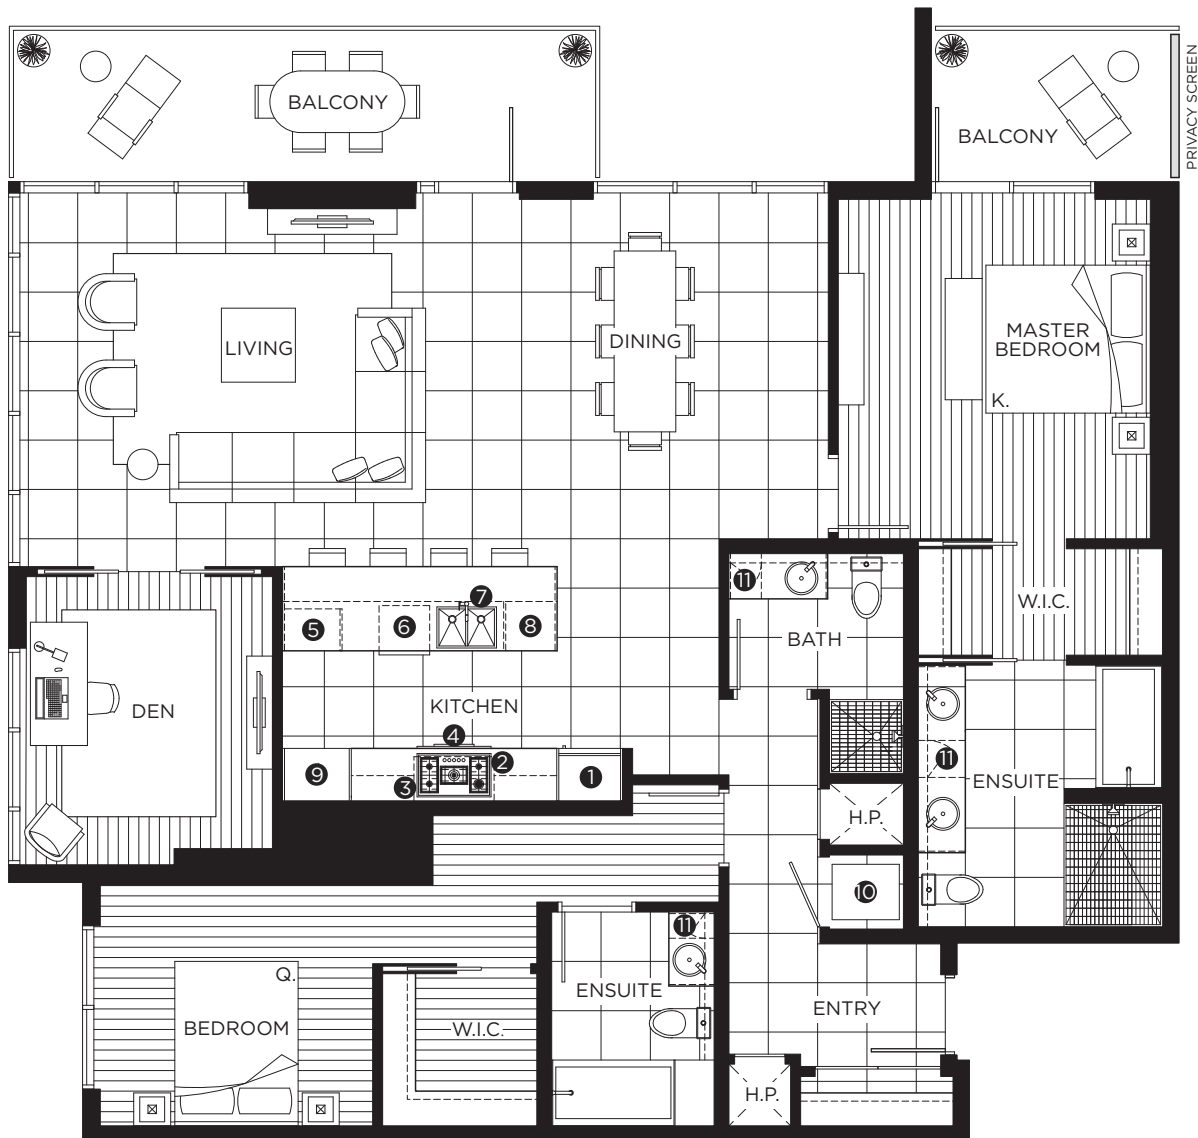 BALCONY
BALCONY
PRIVACY SCREEN
LIVING
DINING
MASTER
BEDROOM
K.
11
7
5
6
8
BATH
W.I.C.
DEN
KITCHEN
4
2
9
3
1
11
ENSUITE
H.P.
10
11
Q.
ENSUITE
BEDROOM
W.I.C.
ENTRY
H.P.